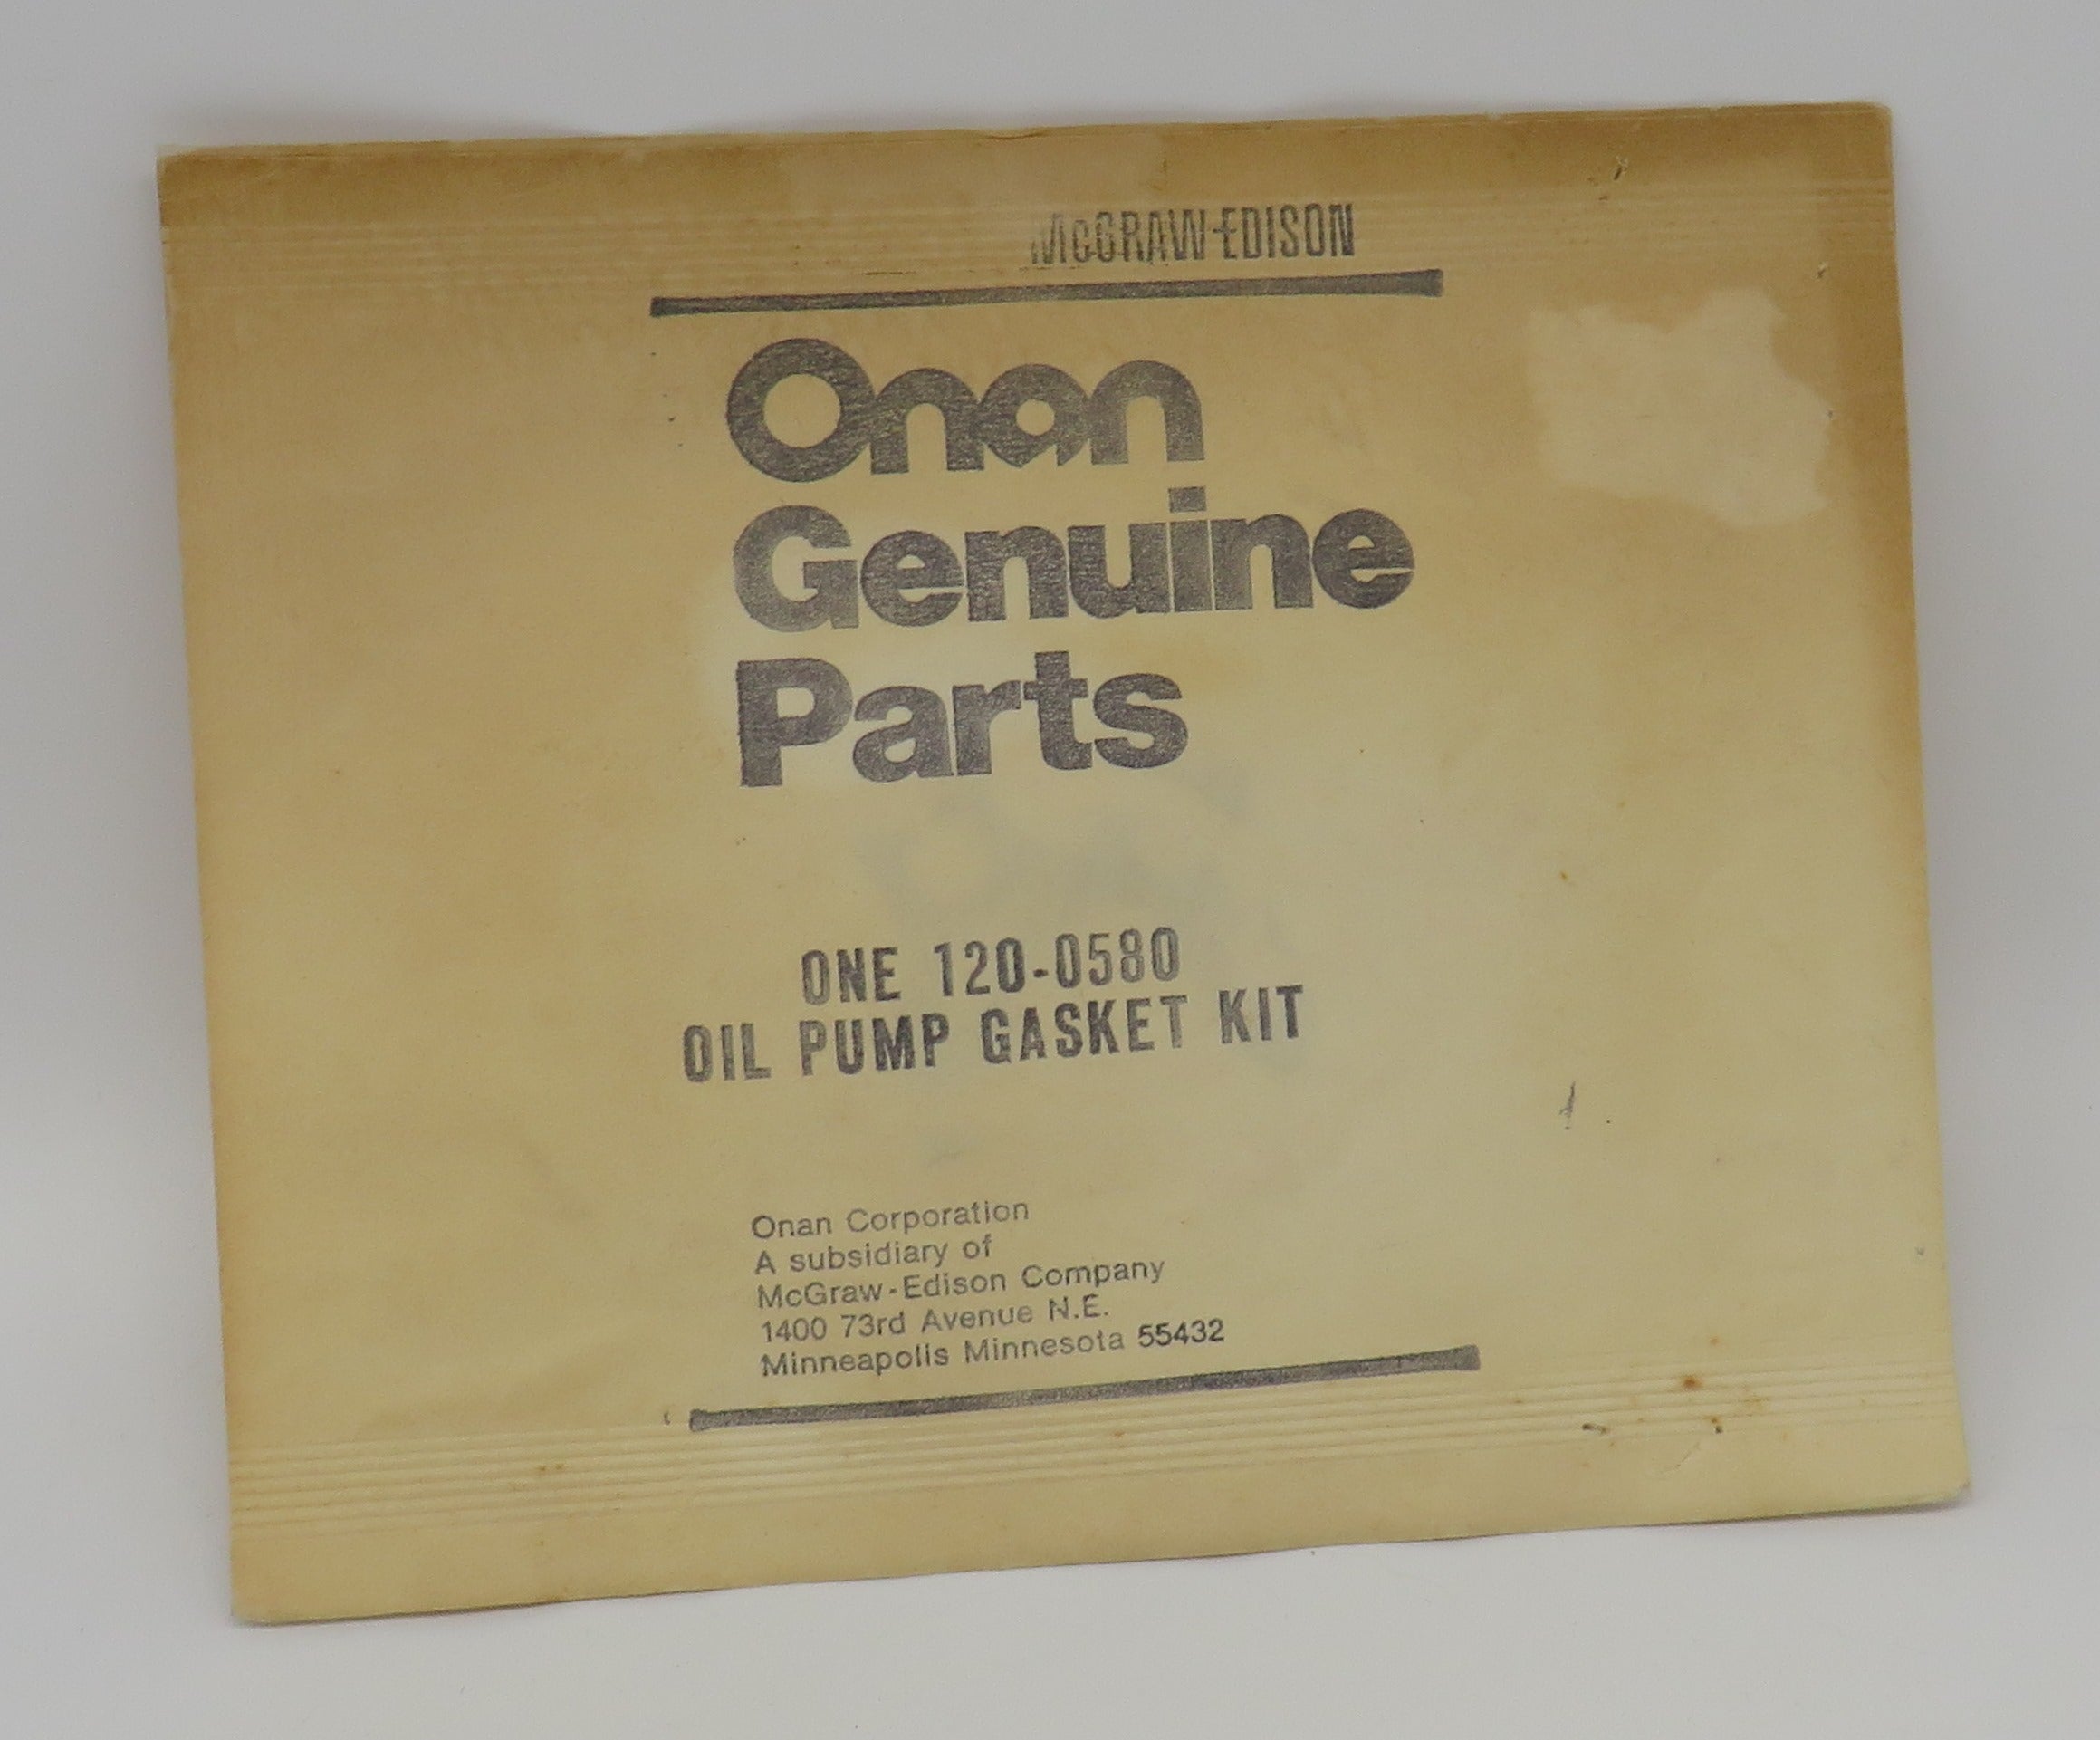 McGRAW-EDISON
Onan
Genuine
Parts
ONE 120-0580
OIL PUMP GASKET KIT
Onan Corporation
A subsidiary of
McGraw-Edison Company
1400 73rd Avenue N.E.
Minneapolis Minnesota 55432